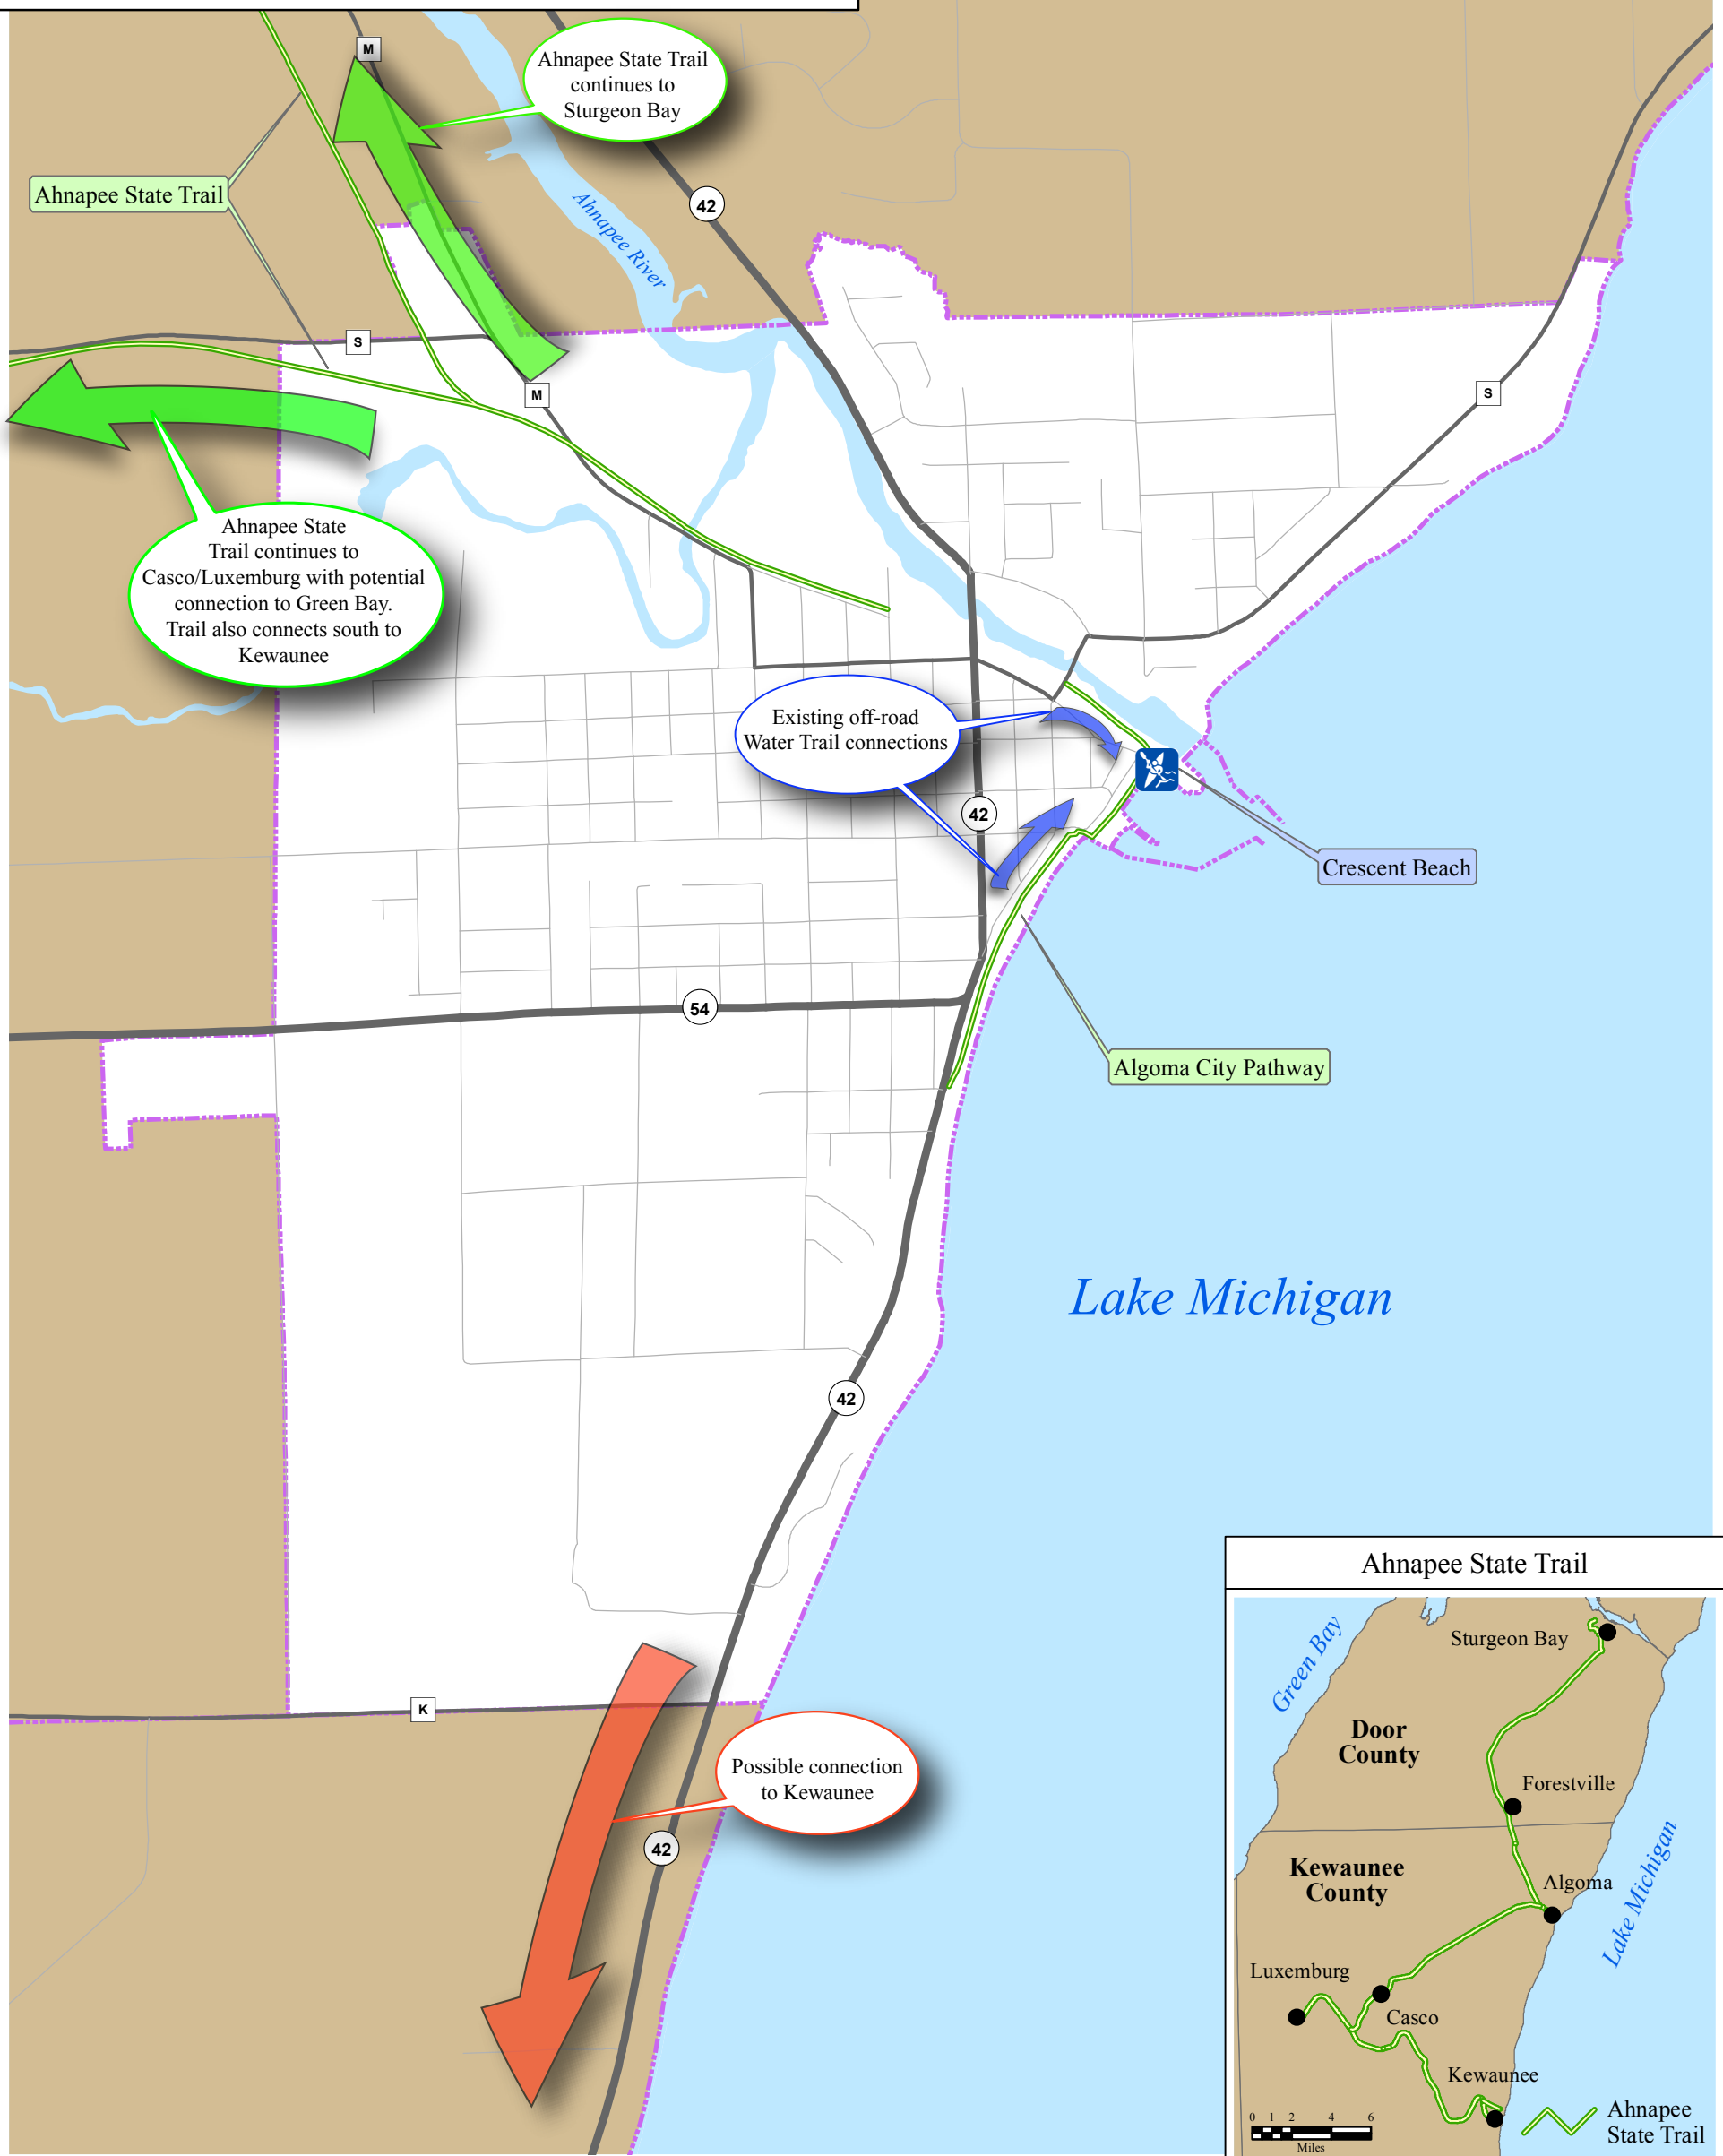 M
Ahnapee State Trail
continues to
Sturgeon Bay
Ahnapee State Trail
42
Ahnapee River
S
M
S
Ahnapee State
Trail continues to
Casco/Luxemburg with potential
connection to Green Bay.
Trail also connects south to
Kewaunee
Existing off-road
Water Trail connections
42
Crescent Beach
54
Algoma City Pathway
Lake Michigan
42
K
Possible connection
to Kewaunee
42
Ahnapee State Trail
Green Bay
Sturgeon Bay
Door
County
Forestville
Kewaunee
County
Algoma
Lake Michigan
Luxemburg
Casco
Kewaunee
0 1 2 4 6
Miles
Ahnapee
State Trail